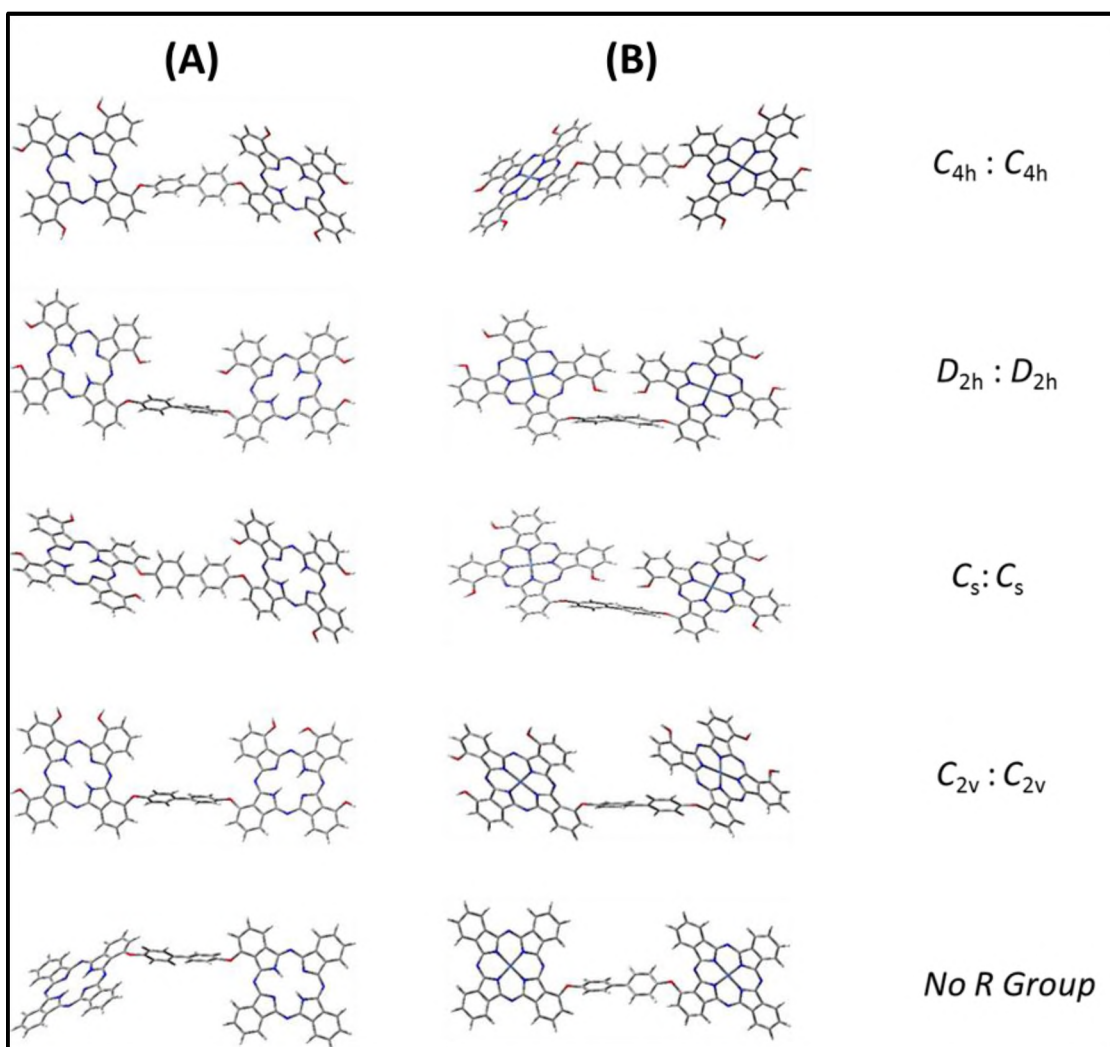 (A) (B)
C4h : C4h
D2h : D2h
Cs: Cs
C2v : C2v
No R Group